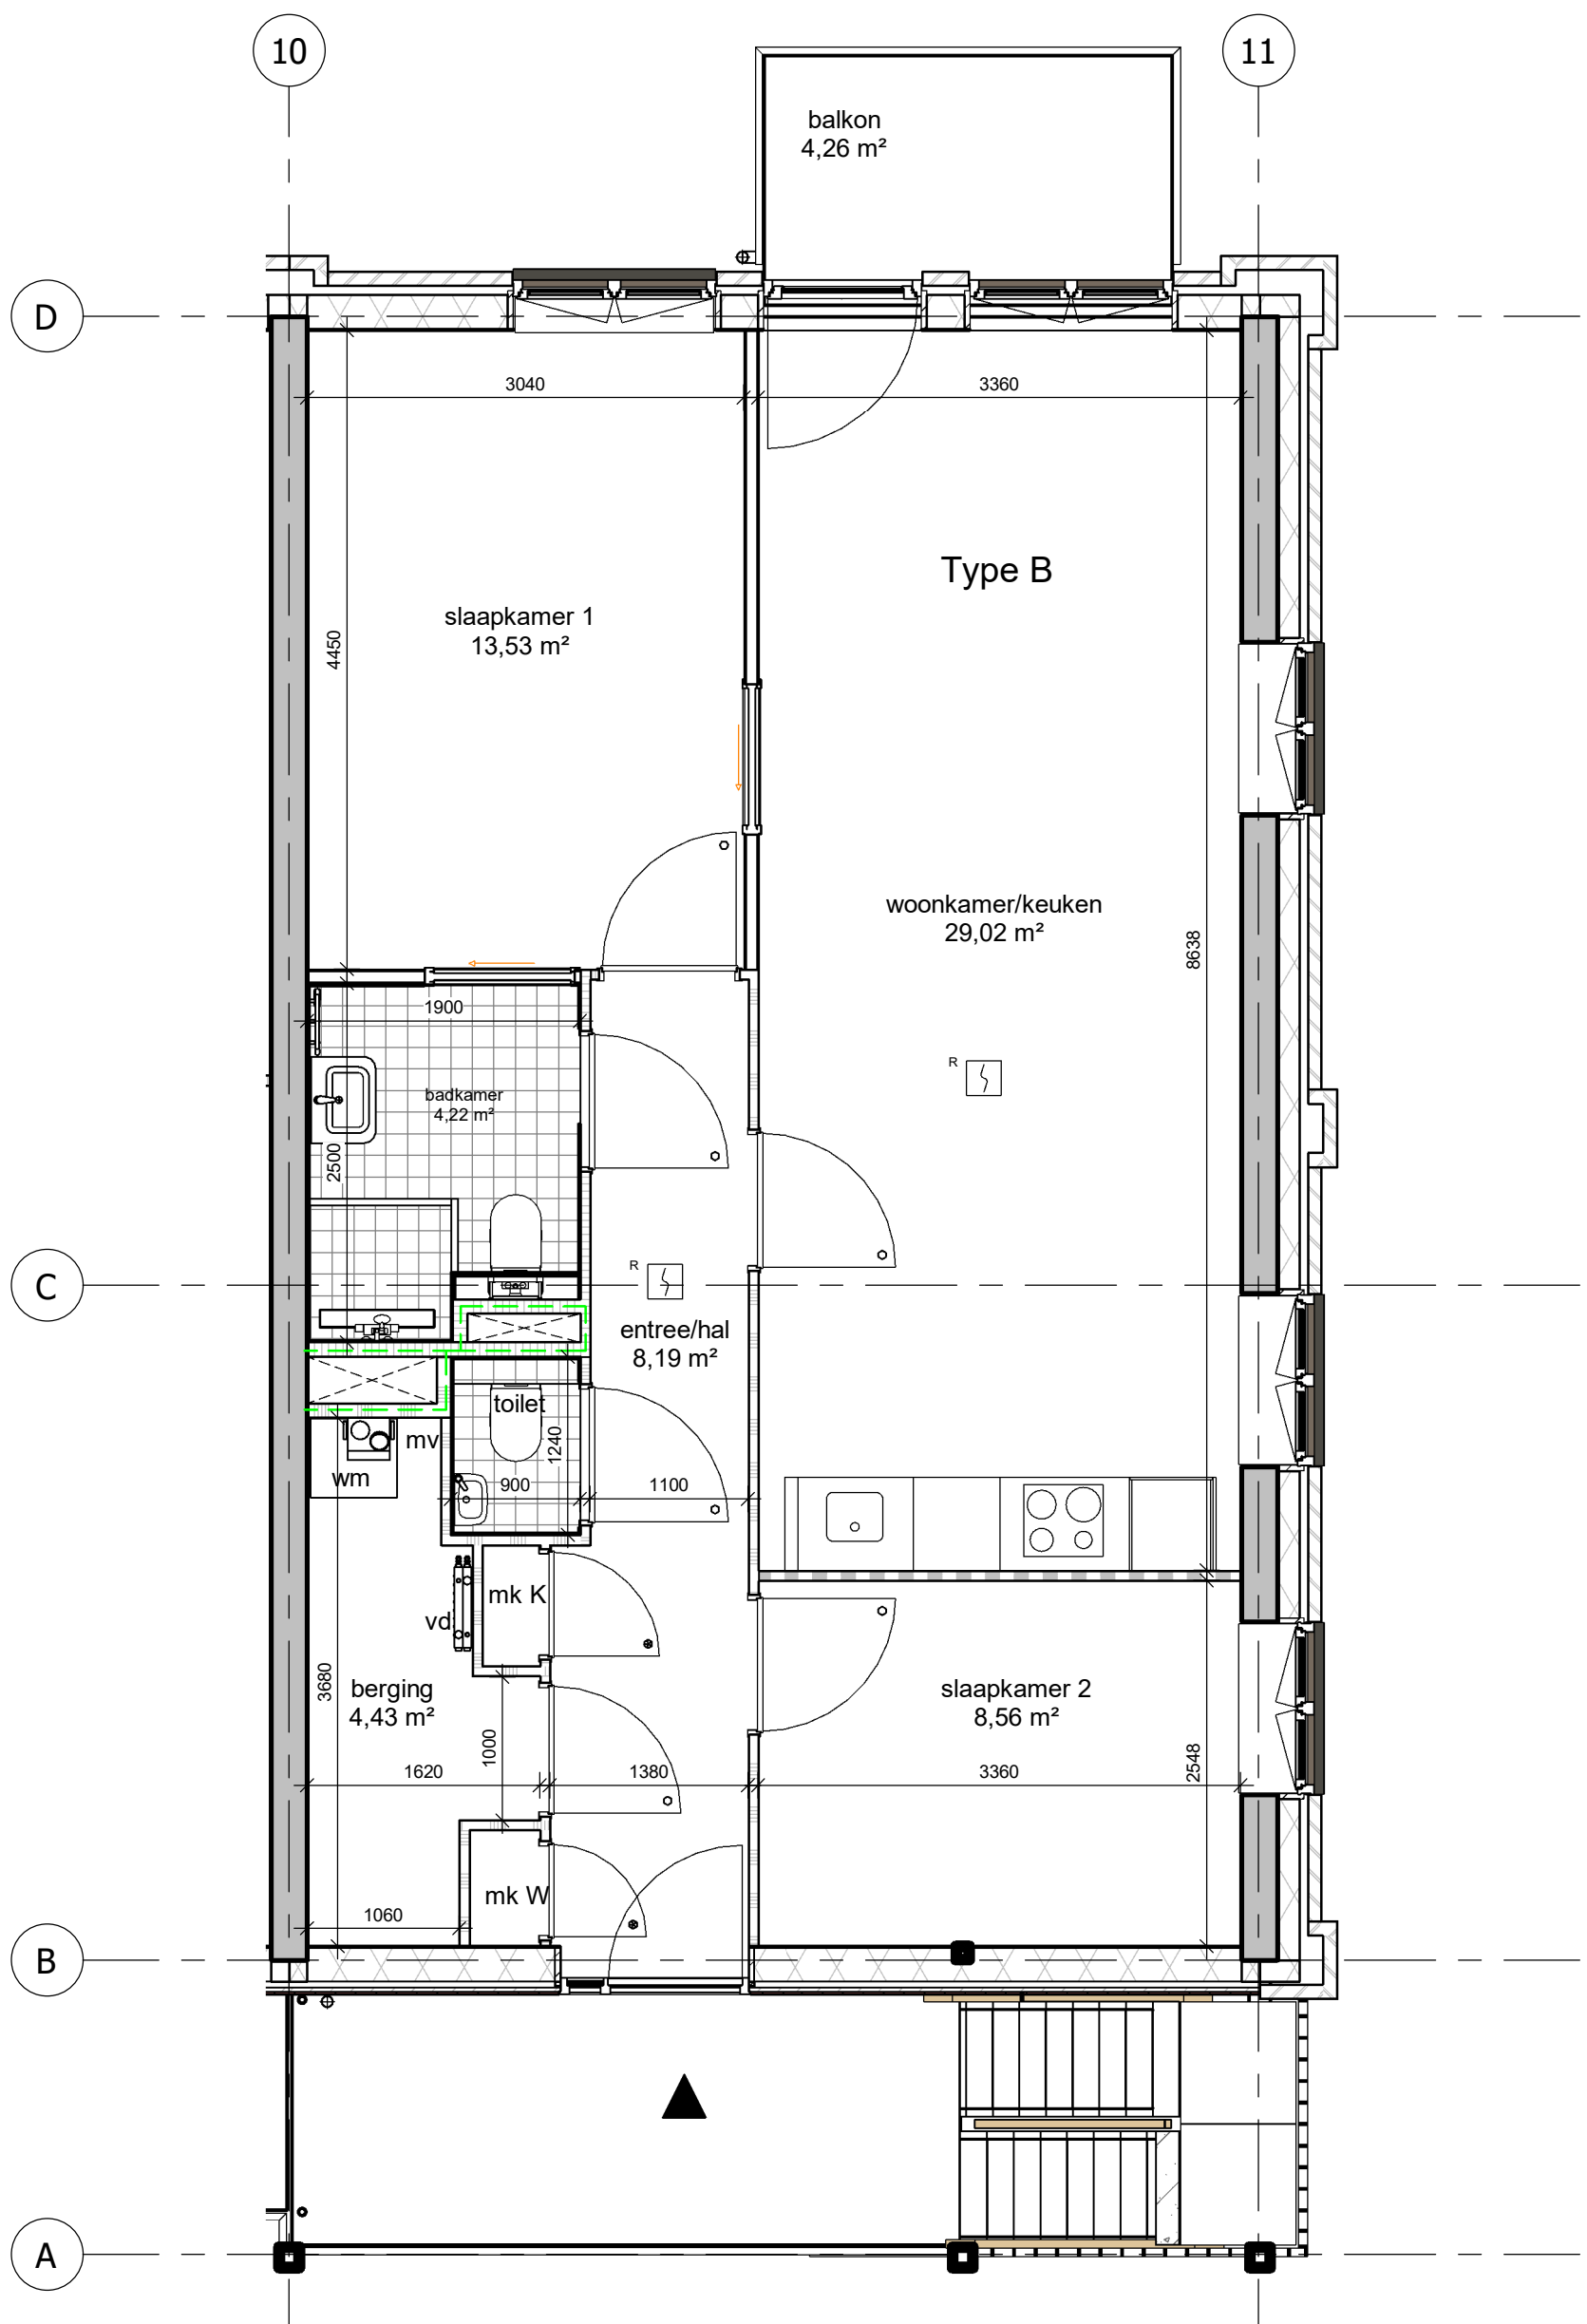 10
11
balkon
4,26 m²
D
3040
3360
Type B
slaapkamer 1
13,53 m²
4450
woonkamer/keuken
29,02 m²
8638
1900
badkamer
4,22 m²
2500
R
R
C
entree/hal
8,19 m²
toilet
1240
mv
wm
900
1100
mk K
vd
3680
berging
4,43 m²
slaapkamer 2
8,56 m²
1000
2548
1620
1380
3360
mk W
1060
B
A